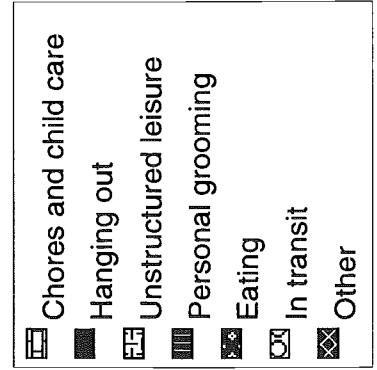 Chores and child care
Hanging out
Unstructured leisure
Personal grooming
Eating
In transit
Other